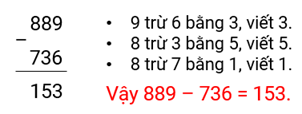 889
−
736
153
• 9 trừ 6 bằng 3, viết 3.
• 8 trừ 3 bằng 5, viết 5.
• 8 trừ 7 bằng 1, viết 1.
Vậy 889 – 736 = 153.